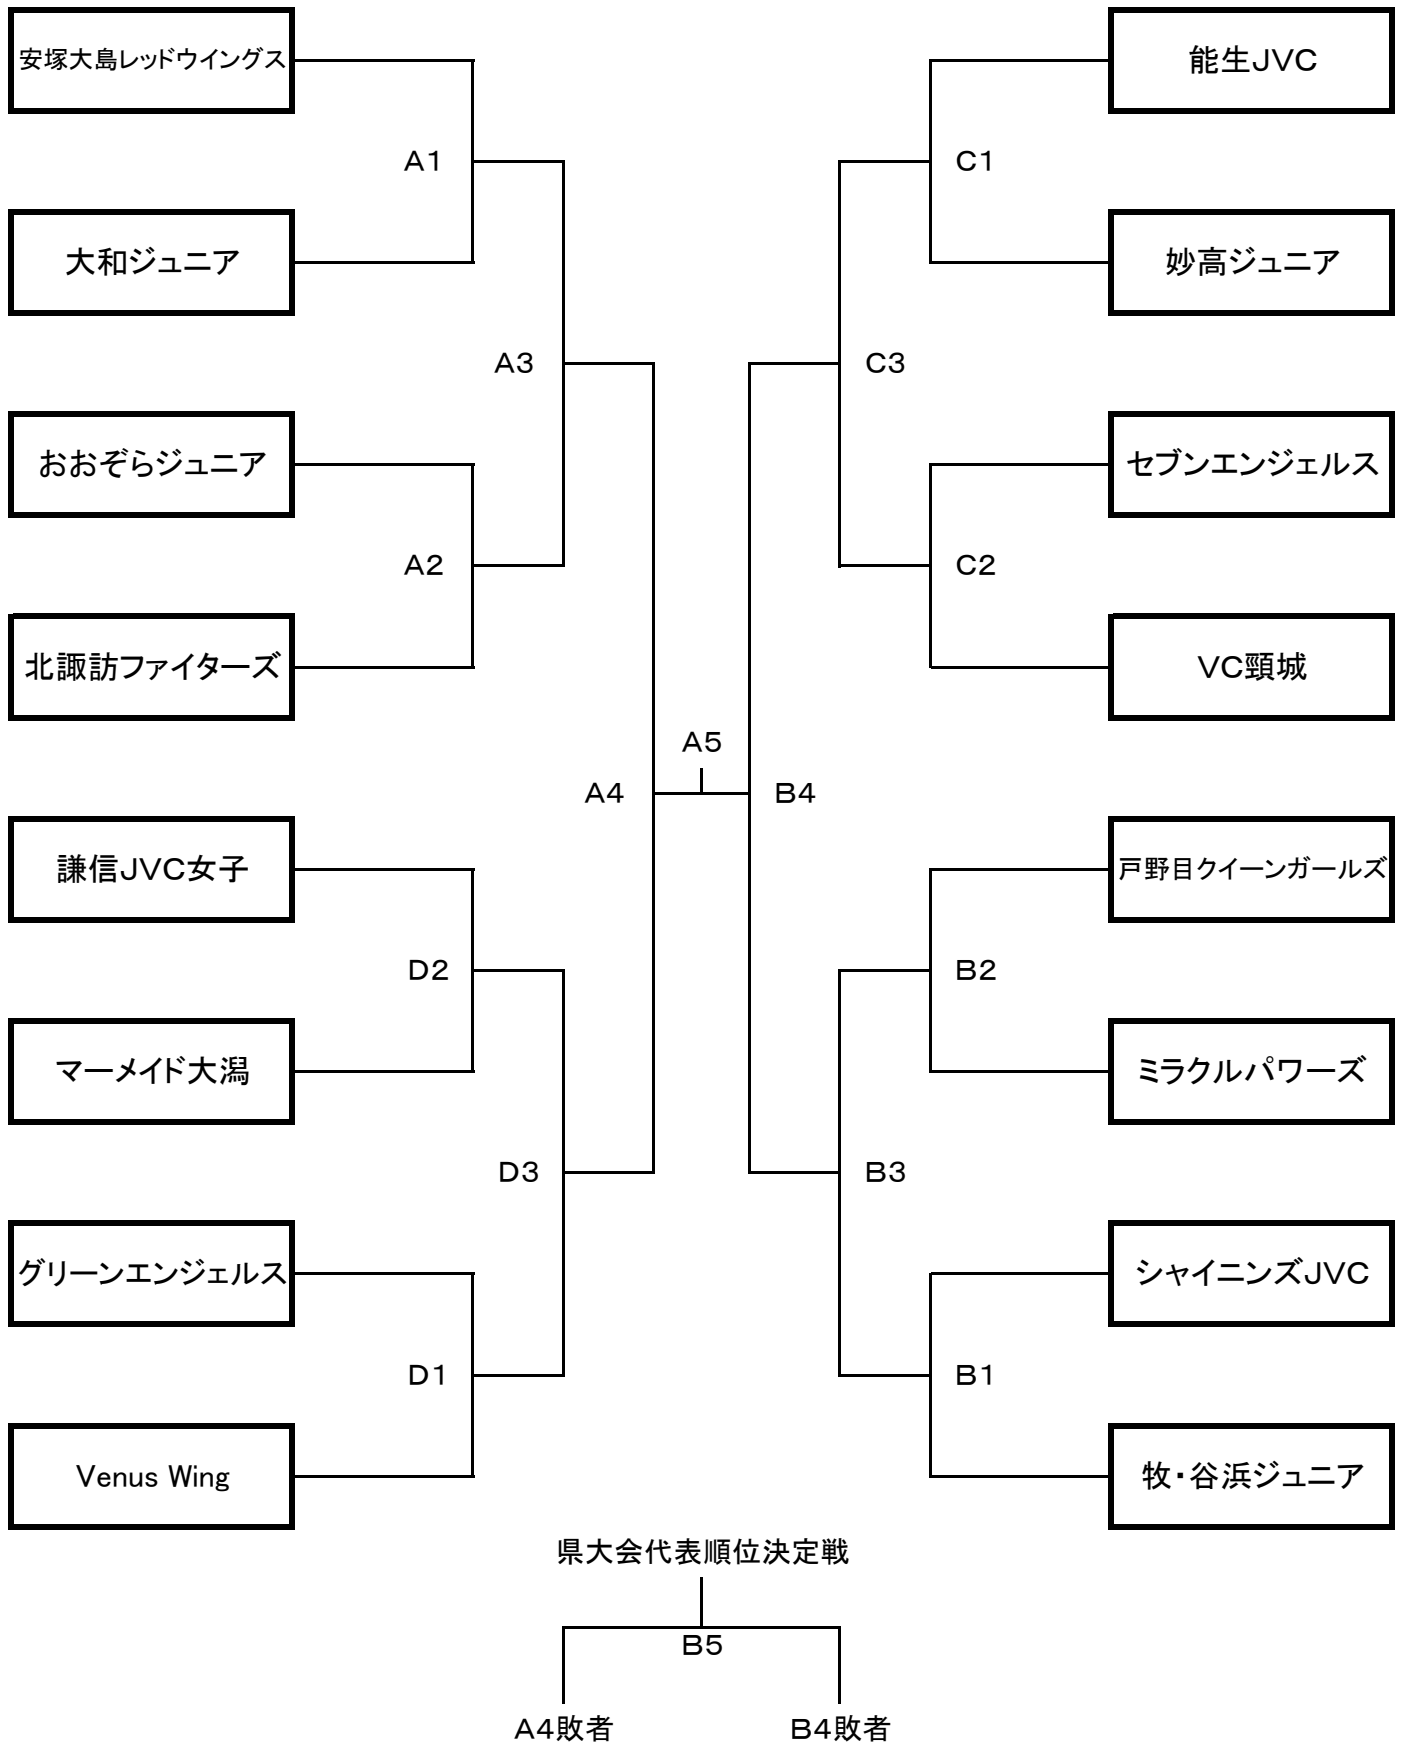 安塚大島レッドウイングス
能生JVC
A1
C1
大和ジュニア
妙高ジュニア
A3
C3
おおぞらジュニア
セブンエンジェルス
A2
C2
北諏訪ファイターズ
VC頸城
A5
A4
B4
謙信JVC女子
戸野目クイーンガールズ
D2
B2
マーメイド大潟
ミラクルパワーズ
D3
B3
グリーンエンジェルス
シャイニンズJVC
D1
B1
Venus Wing
牧・谷浜ジュニア
県大会代表順位決定戦
B5
A4敗者
B4敗者